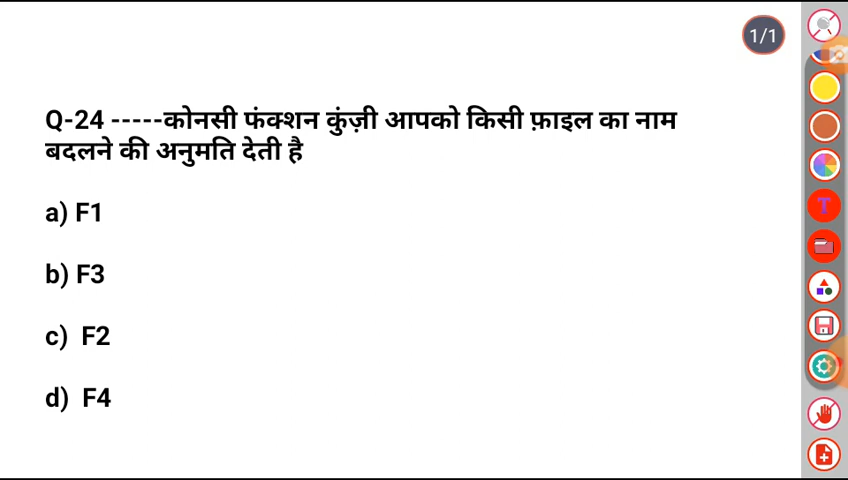 1/1
Q-24 -----कोनसी फंक्शन कुंज़ी आपको किसी फ़ाइल का नाम
बदलने की अनुमति देती है
a) F1
b) F3
c) F2
d) F4
T